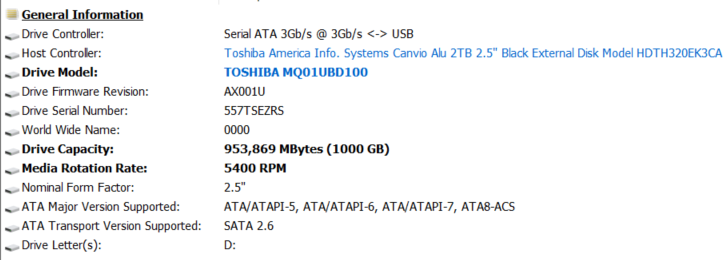 General Information
Drive Controller: Serial ATA 3Gb/s @ 3Gb/s <-> USB
Host Controller: Toshiba America Info. Systems Canvio Alu 2TB 2.5" Black External Disk Model HDTH320EK3CA
Drive Model: TOSHIBA MQ01UBD100
Drive Firmware Revision: AX001U
Drive Serial Number: 557TSEZRS
World Wide Name: 0000
Drive Capacity: 953,869 MBytes (1000 GB)
Media Rotation Rate: 5400 RPM
Nominal Form Factor: 2.5"
ATA Major Version Supported: ATA/ATAPI-5, ATA/ATAPI-6, ATA/ATAPI-7, ATA8-ACS
ATA Transport Version Supported: SATA 2.6
Drive Letter(s): D: